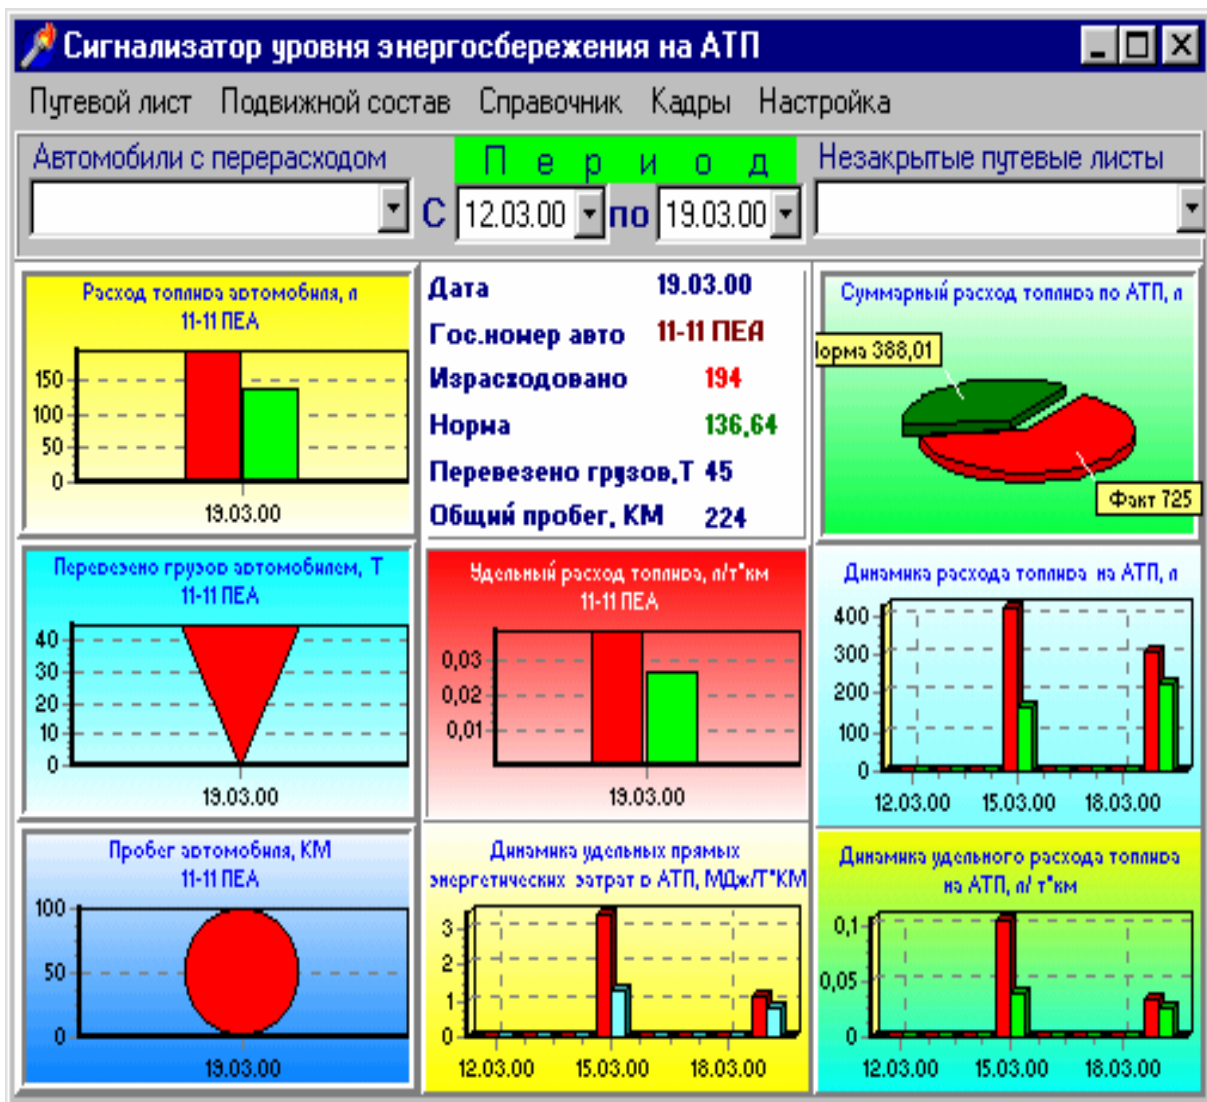 Сигнализатор уровня энергосбережения на АТП
Путевой лист Подвижной состав Справочник Кадры Настройка
Автомобили с перерасходом
П е р и о д
Незакрытые путевые листы
С 12.03.00 по 19.03.00
Расход топлива автомобиля, л
11-11 ПЕА
150
100
50
0
19.03.00
Дата 19.03.00
Гос.номер авто 11-11 ПЕА
Израсходовано 194
Норма 136,64
Перевезено грузов,Т 45
Общий пробег, КМ 224
Суммарный расход топлива по АТП, л
Норма 388,01
Факт 725
Перевезено грузов автомобилем, Т
11-11 ПЕА
40
30
20
10
0
19.03.00
Удельный расход топлива, л/т*км
11-11 ПЕА
0,03
0,02
0,01
19.03.00
Динамика расхода топлива на АТП, л
400
300
200
100
0
12.03.00 15.03.00 18.03.00
Пробег автомобиля, КМ
11-11 ПЕА
100
50
0
19.03.00
Динамика удельных прямых
энергетических затрат в АТП, МДж/Т*КМ
3
2
1
0
12.03.00 15.03.00 18.03.00
Динамика удельного расхода топлива
на АТП, л/ т*км
0,1
0,05
0
12.03.00 15.03.00 18.03.00